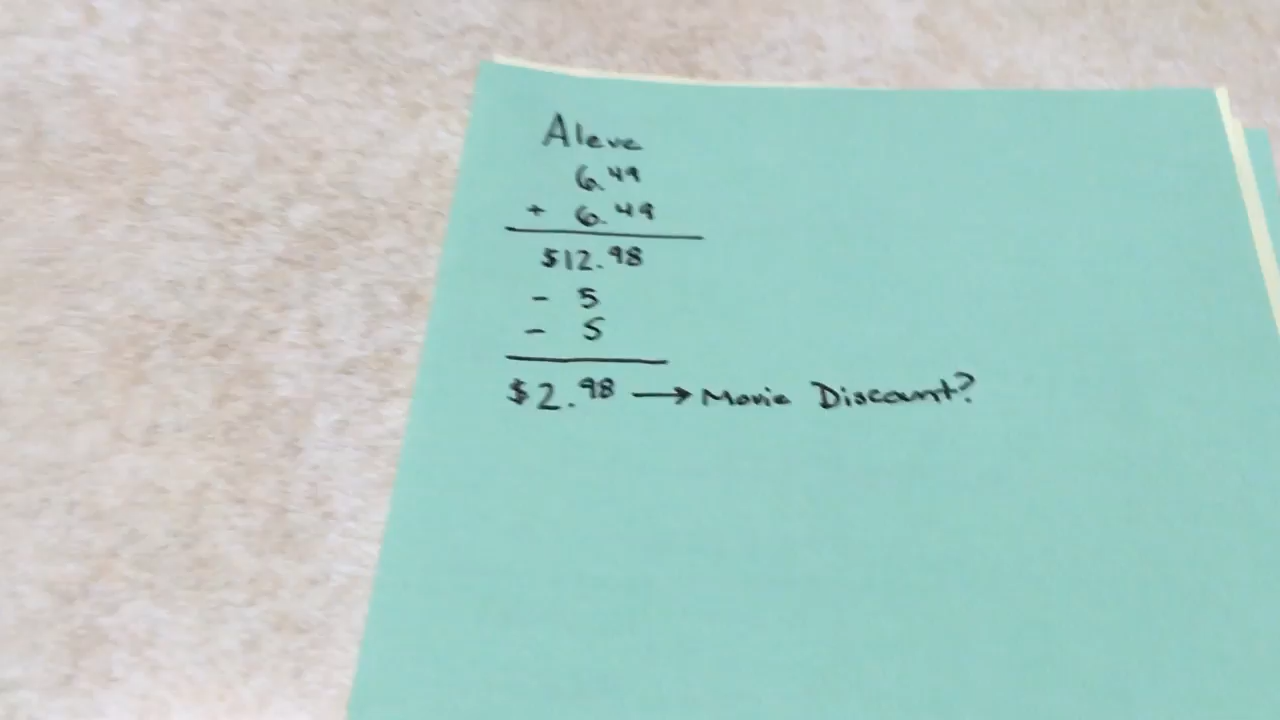 Aleve
6.49
+ 6.49
$12.98
- 5
- 5
$2.98 → Movie Discount?